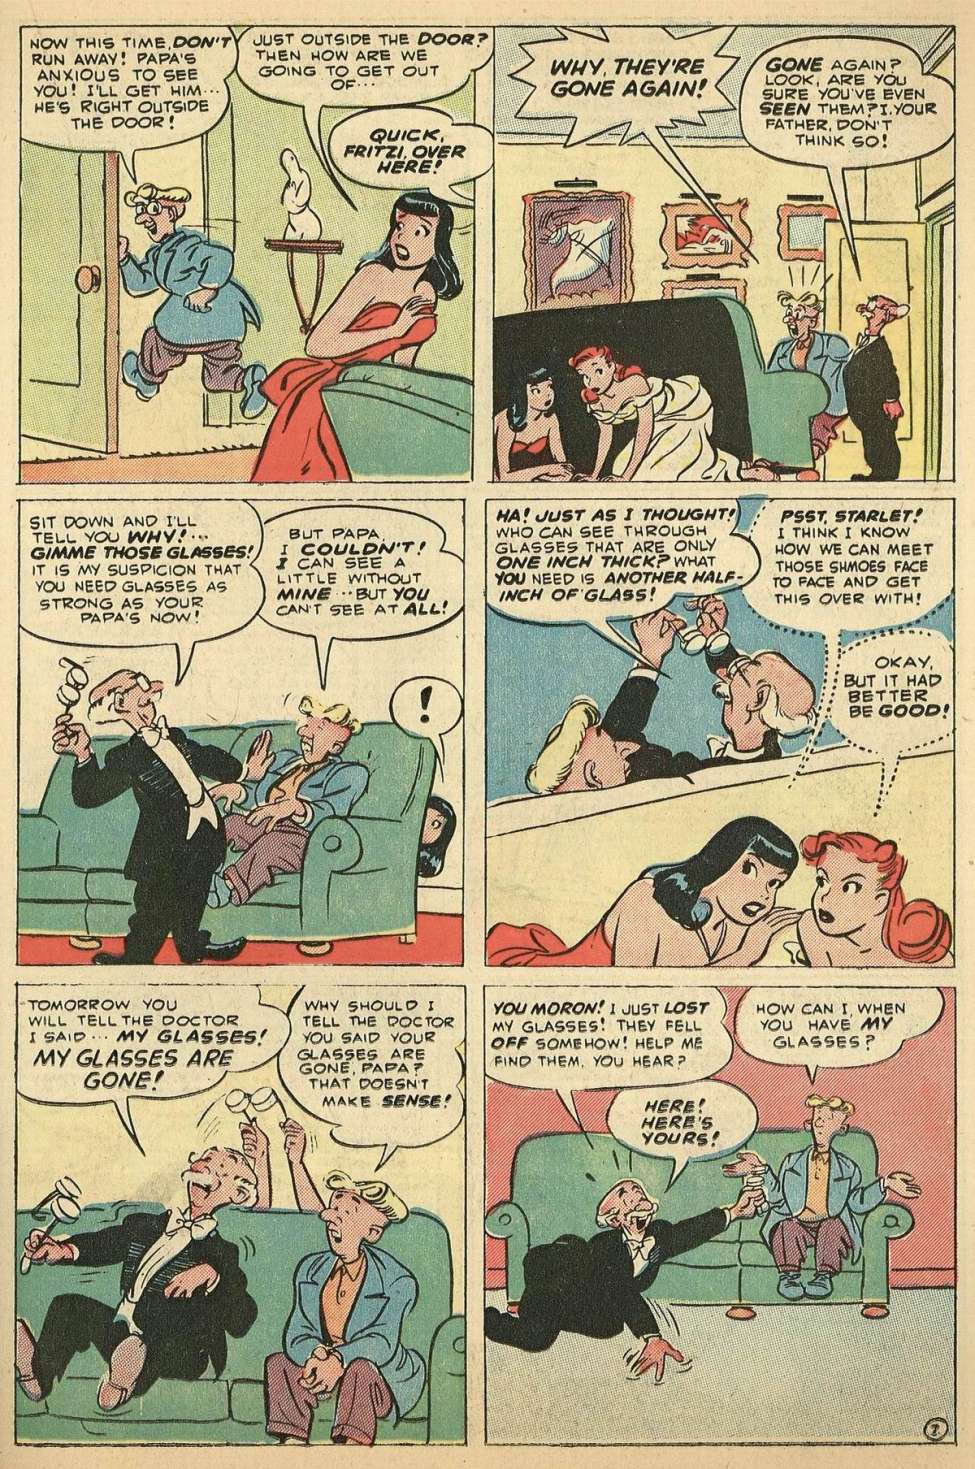 NOW THIS TIME, DON'T
RUN AWAY! PAPA'S
ANXIOUS TO SEE
YOU! I'LL GET HIM...
HE'S RIGHT OUTSIDE
THE DOOR!
JUST OUTSIDE THE DOOR?
THEN HOW ARE WE
GOING TO GET OUT
OF...
QUICK,
FRITZI, OVER
HERE!
WHY, THEY'RE
GONE AGAIN!
GONE AGAIN?
LOOK, ARE YOU
SURE YOU'VE EVEN
SEEN THEM? I, YOUR
FATHER, DON'T
THINK SO!
SIT DOWN AND I'LL
TELL YOU WHY!...
GIMME THOSE GLASSES!
IT IS MY SUSPICION THAT
YOU NEED GLASSES AS
STRONG AS YOUR
PAPA'S NOW!
BUT PAPA,
I COULDN'T!
I CAN SEE A
LITTLE WITHOUT
MINE...BUT YOU
CAN'T SEE AT ALL!
!
HA! JUST AS I THOUGHT!
WHO CAN SEE THROUGH
GLASSES THAT ARE ONLY
ONE INCH THICK? WHAT
YOU NEED IS ANOTHER HALF-
INCH OF GLASS!
PSST, STARLET!
I THINK I KNOW
HOW WE CAN MEET
THOSE SHMOES FACE
TO FACE AND GET
THIS OVER WITH!
OKAY,
BUT IT HAD
BETTER
BE GOOD!
TOMORROW YOU
WILL TELL THE DOCTOR
I SAID... MY GLASSES!
MY GLASSES ARE
GONE!
WHY SHOULD I
TELL THE DOCTOR
YOU SAID YOUR
GLASSES ARE
GONE, PAPA?
THAT DOESN'T
MAKE SENSE!
YOU MORON! I JUST LOST
MY GLASSES! THEY FELL
OFF SOMEHOW! HELP ME
FIND THEM, YOU HEAR?
HOW CAN I, WHEN
YOU HAVE MY
GLASSES?
HERE!
HERE'S
YOURS!
7